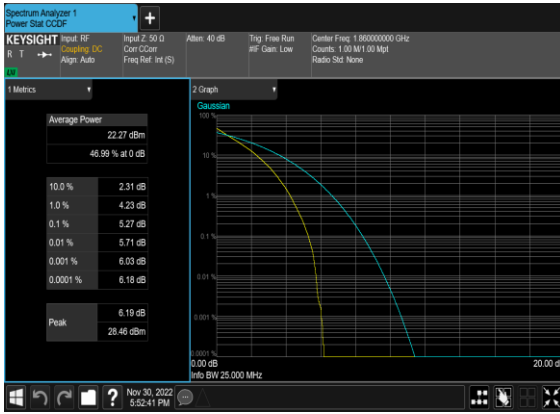 Spectrum Analyzer 1
Power Stat CCDF
+
KEYSIGHT
R T
LV
Input: RF
Coupling: DC
Align: Auto
Input Z: 50 Ω
Corr CCorr
Freq Ref: Int (S)
Atten: 40 dB
Trig: Free Run
#IF Gain: Low
Center Freq: 1.860000000 GHz
Counts: 1.00 M/1.00 Mpt
Radio Std: None
1 Metrics
Average Power
22.27 dBm
46.99 % at 0 dB
10.0 % 2.31 dB
1.0 % 4.23 dB
0.1 % 5.27 dB
0.01 % 5.71 dB
0.001 % 6.03 dB
0.0001 % 6.18 dB
Peak
6.19 dB
28.46 dBm
2 Graph
Gaussian
100 %
10 %
1 %
0.1 %
0.01 %
0.001 %
0.0001 %
0.00 dB
20.00 d
Info BW 25.000 MHz
?
Nov 30, 2022
5:52:41 PM